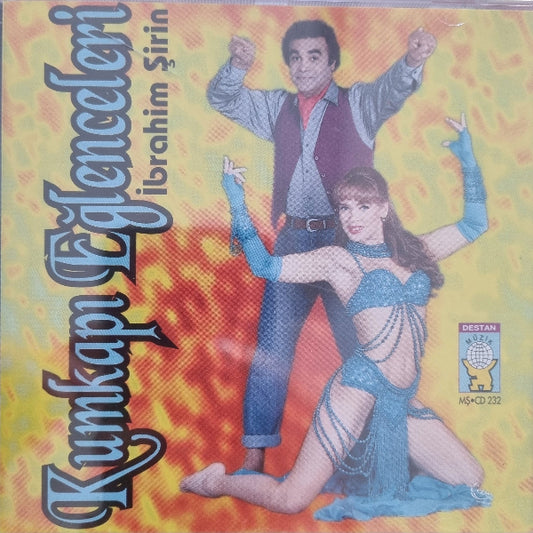 Kumkapı Eğlenceleri
İbrahim Şirin
DESTAN
MÜZİK
MŞ•CD 232